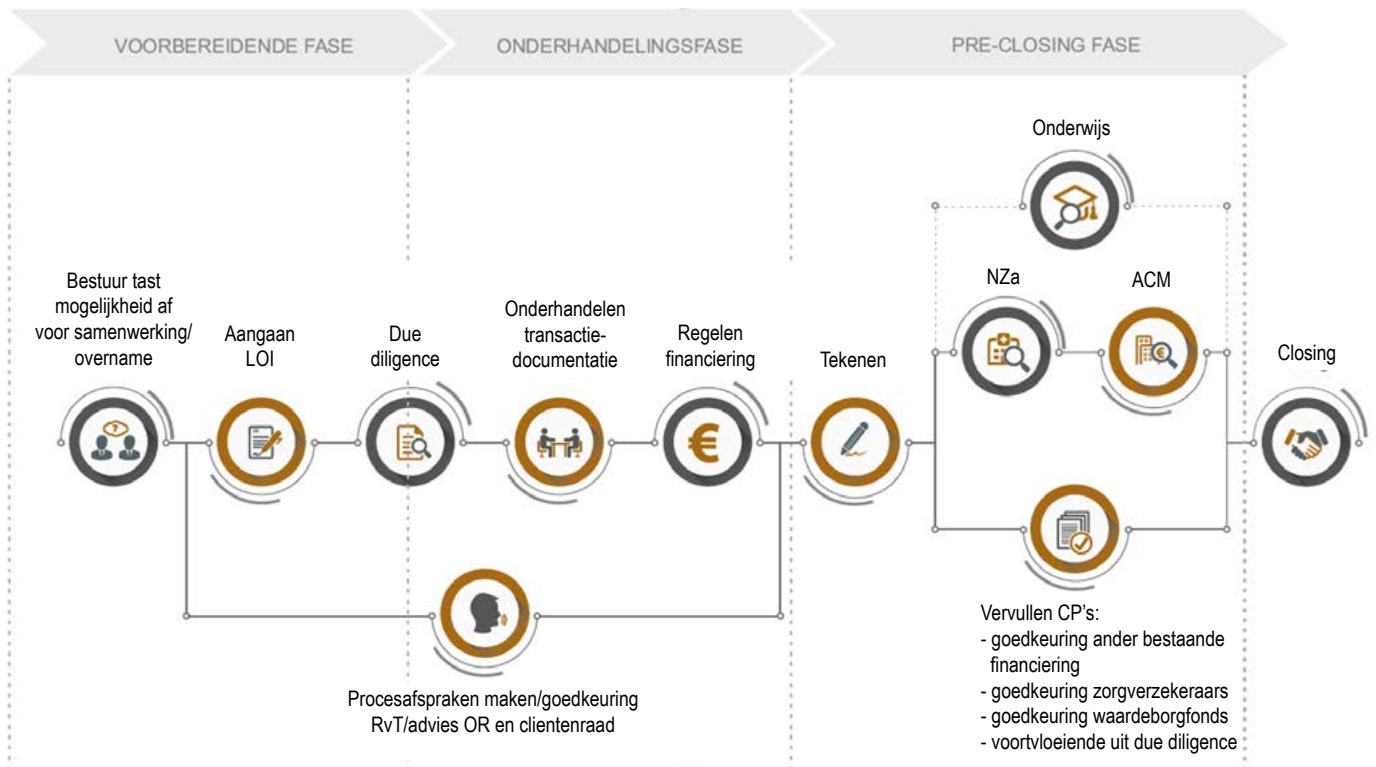 VOORBEREIDENDE FASE
ONDERHANDELINGSFASE
PRE-CLOSING FASE
Onderwijs
NZa
ACM
Bestuur tast
mogelijkheid af
voor samenwerking/
overname
Aangaan
LOI
Due
diligence
Onderhandelen
transactie-
documentatie
Regelen
financiering
Tekenen
Closing
?
€
€
Procesafspraken maken/goedkeuring
RvT/advies OR en clientenraad
Vervullen CP's:
- goedkeuring ander bestaande
financiering
- goedkeuring zorgverzekeraars
- goedkeuring waardeborgfonds
- voortvloeiende uit due diligence